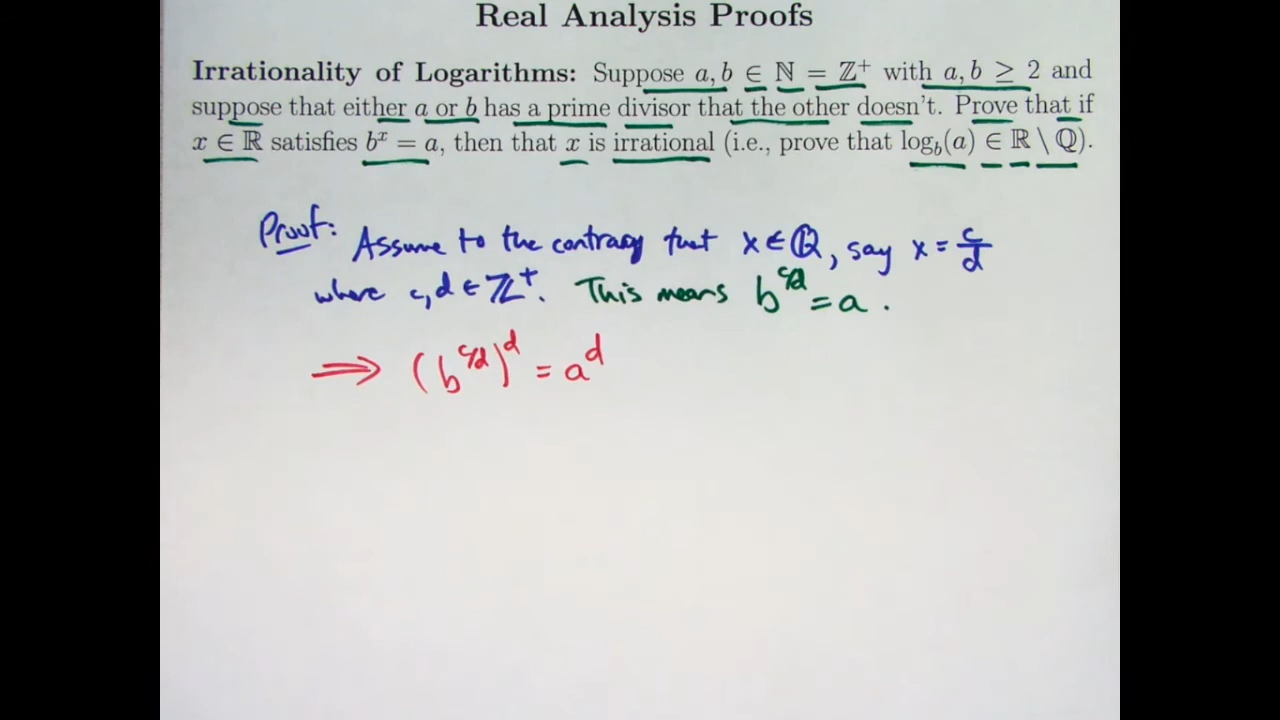 Real Analysis Proofs
Irrationality of Logarithms: Suppose a, b ∈ ℕ = ℤ⁺ with a, b ≥ 2 and
suppose that either a or b has a prime divisor that the other doesn't. Prove that if
x ∈ ℝ satisfies bˣ = a, then that x is irrational (i.e., prove that log_b(a) ∈ ℝ \ ℚ).
Proof: Assume to the contrary that x ∈ ℚ, say x = c/d
where c, d ∈ ℤ⁺. This means b^(c/d) = a.
⟹ (b^(c/d))^d = a^d